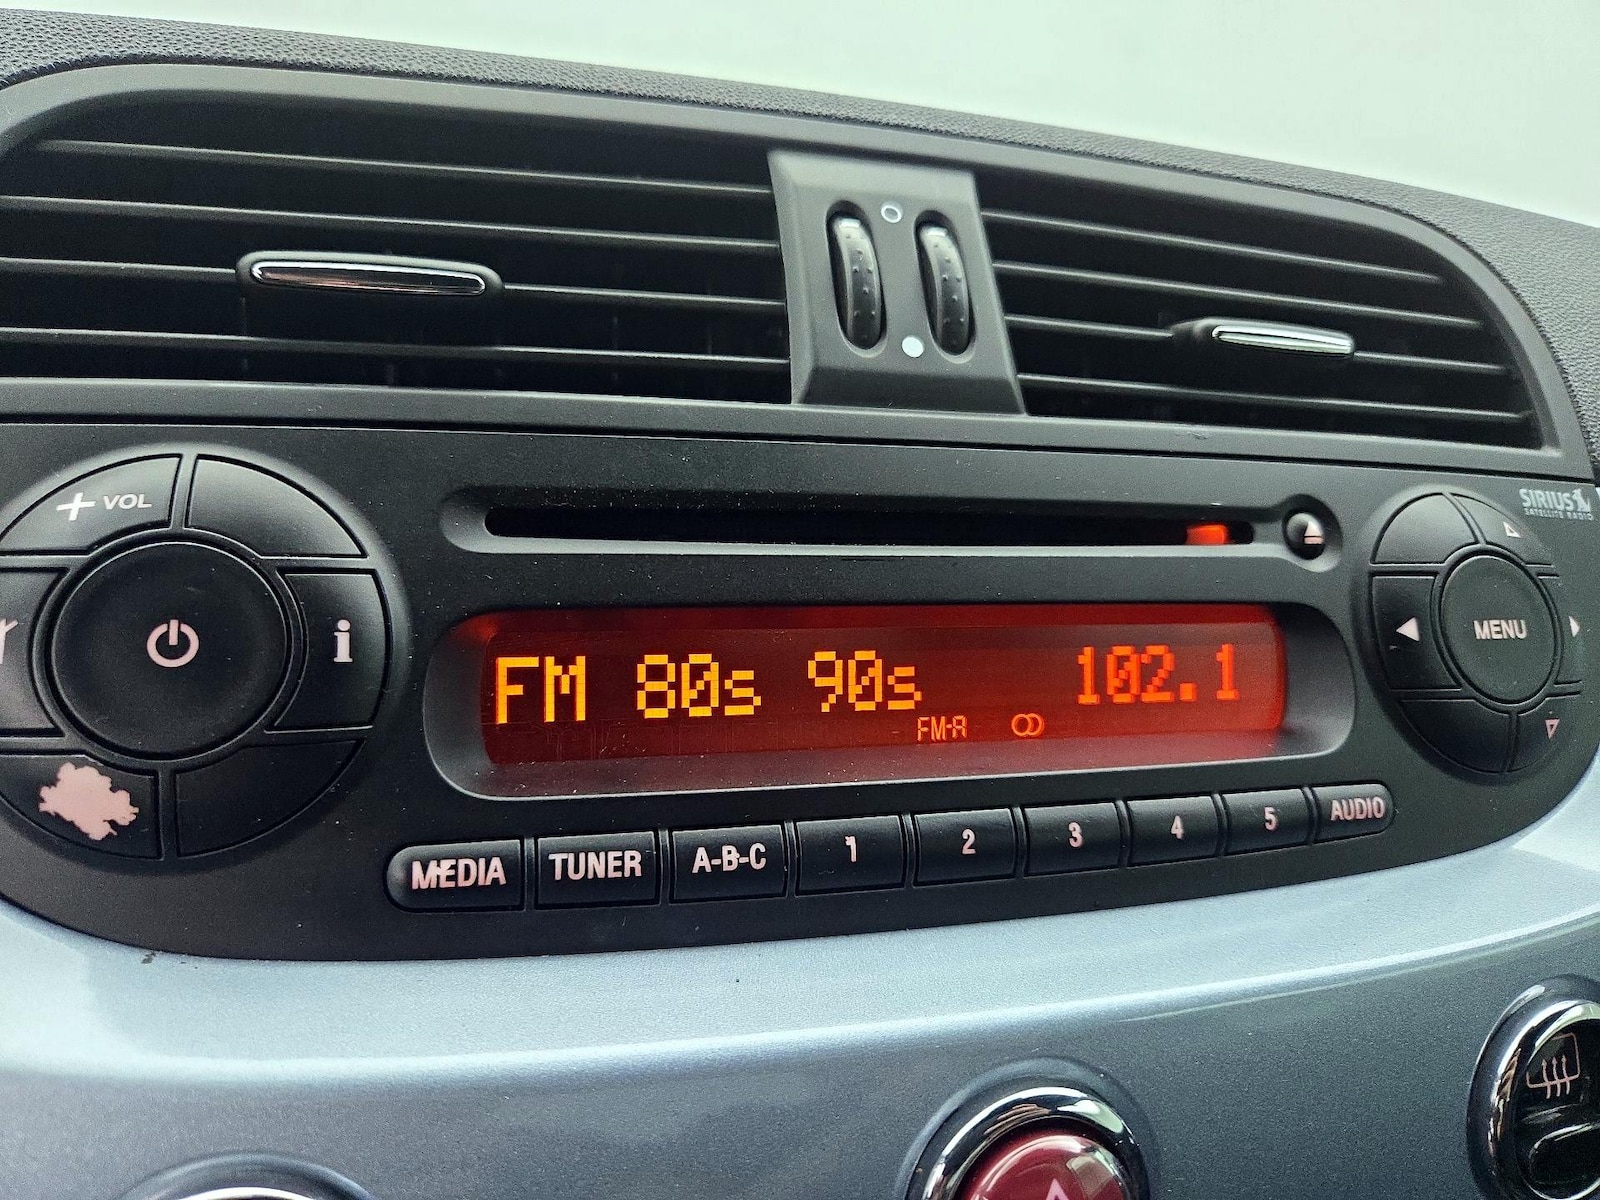 + VOL
SIRIUS
SATELLITE RADIO
i
MENU
FM 80s 90s 102.1
FM-A
MEDIA TUNER A-B-C 1 2 3 4 5 AUDIO